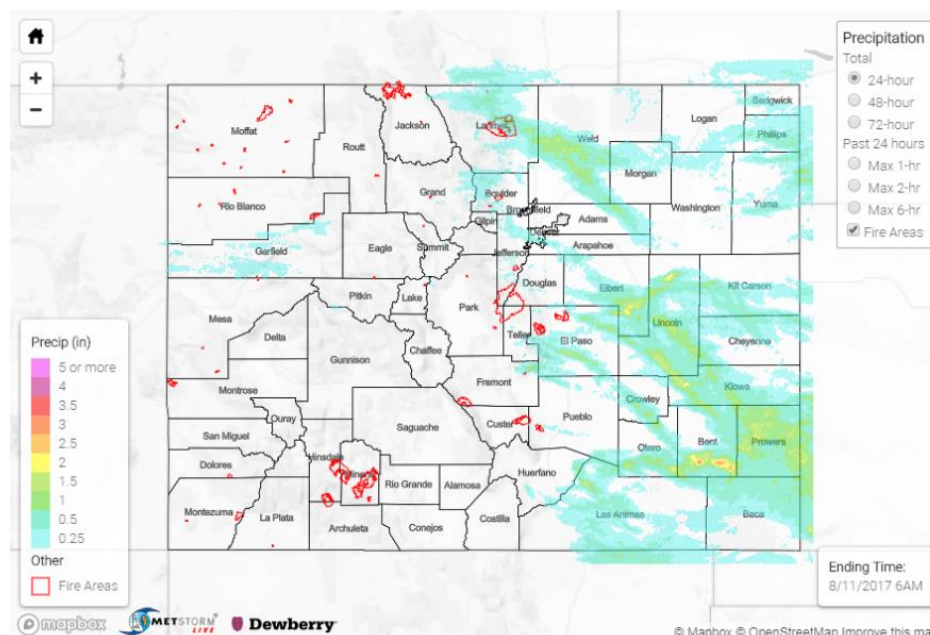 +
−
Precipitation
Total
24-hour
48-hour
72-hour
Past 24 hours
Max 1-hr
Max 2-hr
Max 6-hr
Fire Areas
Moffat
Routt
Jackson
Larimer
Weld
Logan
Sedgwick
Phillips
Morgan
Grand
Boulder
Rio Blanco
Gilpin
Broomfield
Adams
Washington
Yuma
Garfield
Eagle
Summit
Jefferson
Denver
Arapahoe
Douglas
Elbert
Kit Carson
Pitkin
Lake
Park
Lincoln
Mesa
Delta
Gunnison
Chaffee
Teller
El Paso
Cheyenne
Fremont
Kiowa
Montrose
Ouray
Saguache
Custer
Pueblo
Crowley
San Miguel
Otero
Bent
Prowers
Hinsdale
Mineral
Dolores
Rio Grande
Alamosa
Huerfano
Montezuma
La Plata
Archuleta
Conejos
Costilla
Las Animas
Baca
Precip (in)
5 or more
4
3.5
3
2.5
2
1.5
1
0.5
0.25
Other
Fire Areas
Ending Time:
8/11/2017 6AM
mapbox
METSTORM®
LIVE
Dewberry
© Mapbox © OpenStreetMap Improve this ma